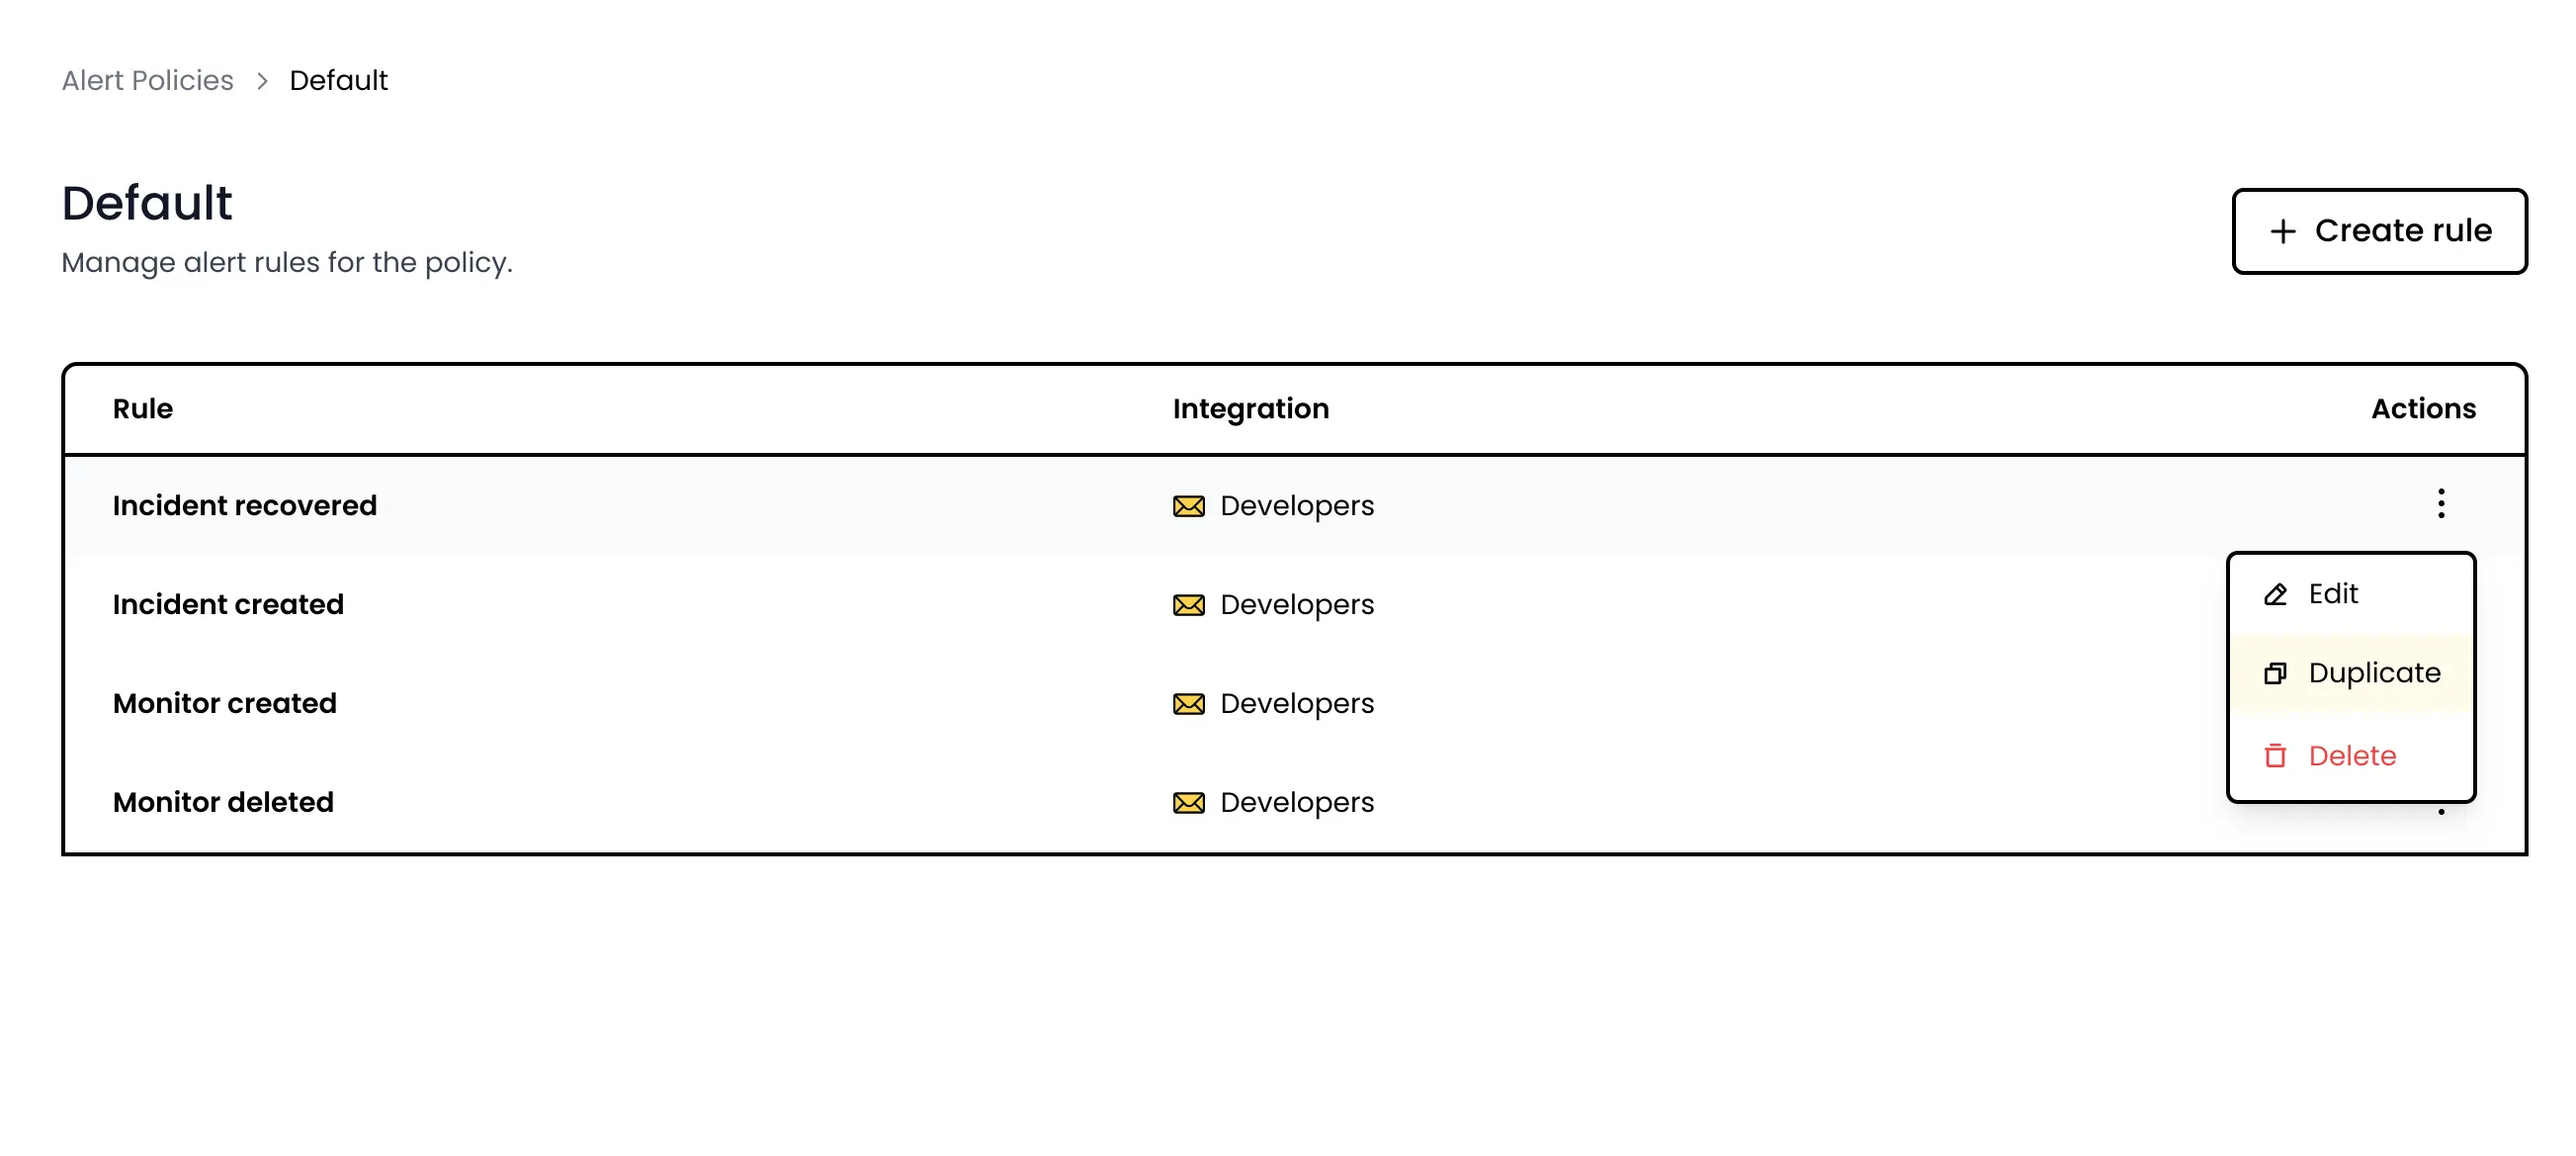 Alert Policies > Default
Default
Manage alert rules for the policy.
+ Create rule
Rule Integration Actions
Incident recovered Developers
Incident created Developers
Monitor created Developers
Monitor deleted Developers
Edit
Duplicate
Delete